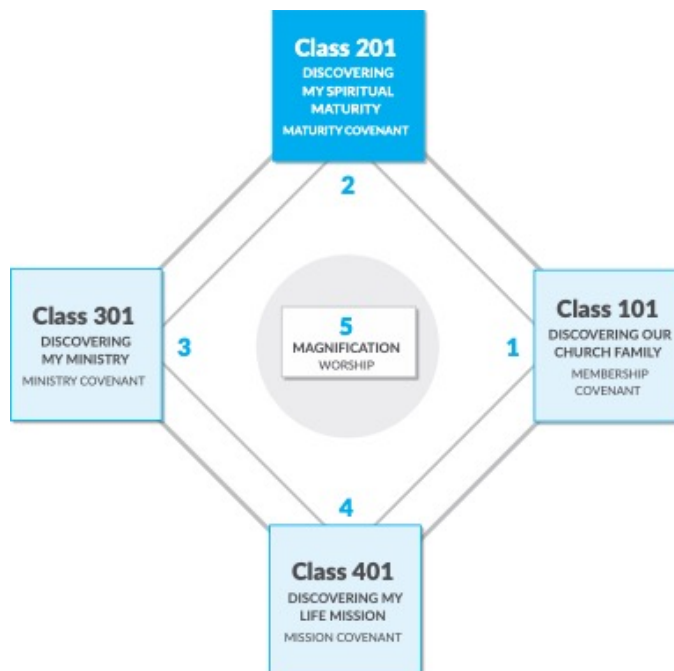 Class 201
DISCOVERING
MY SPIRITUAL
MATURITY
MATURITY COVENANT
2
Class 301
DISCOVERING
MY MINISTRY
MINISTRY COVENANT
3
5
MAGNIFICATION
WORSHIP
1
Class 101
DISCOVERING OUR
CHURCH FAMILY
MEMBERSHIP
COVENANT
4
Class 401
DISCOVERING MY
LIFE MISSION
MISSION COVENANT